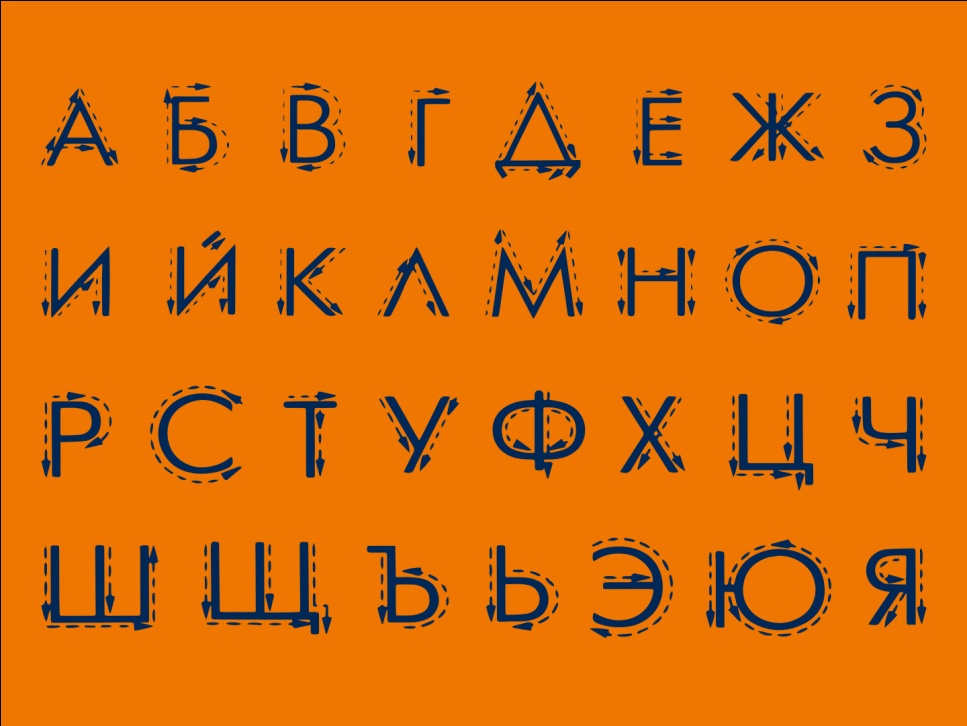 А Б В Г Д Е Ж З
И Й К Л М Н О П
Р С Т У Ф Х Ц Ч
Ш Щ Ъ Ь Э Ю Я